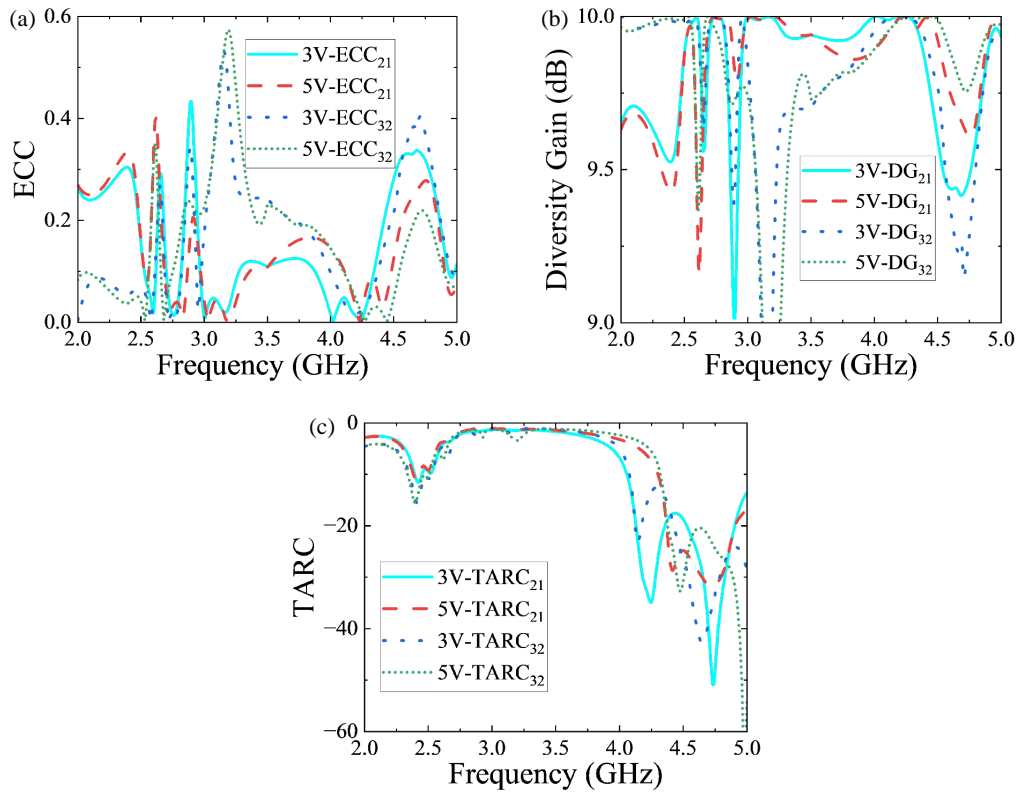 (a)
ECC
0.6
0.4
0.2
0.0
3V-ECC₂₁
5V-ECC₂₁
3V-ECC₃₂
5V-ECC₃₂
2.0 2.5 3.0 3.5 4.0 4.5 5.0
Frequency (GHz)
(b)
Diversity Gain (dB)
10.0
9.5
9.0
3V-DG₂₁
5V-DG₂₁
3V-DG₃₂
5V-DG₃₂
2.0 2.5 3.0 3.5 4.0 4.5 5.0
Frequency (GHz)
(c)
TARC
0
−20
−40
−60
3V-TARC₂₁
5V-TARC₂₁
3V-TARC₃₂
5V-TARC₃₂
2.0 2.5 3.0 3.5 4.0 4.5 5.0
Frequency (GHz)